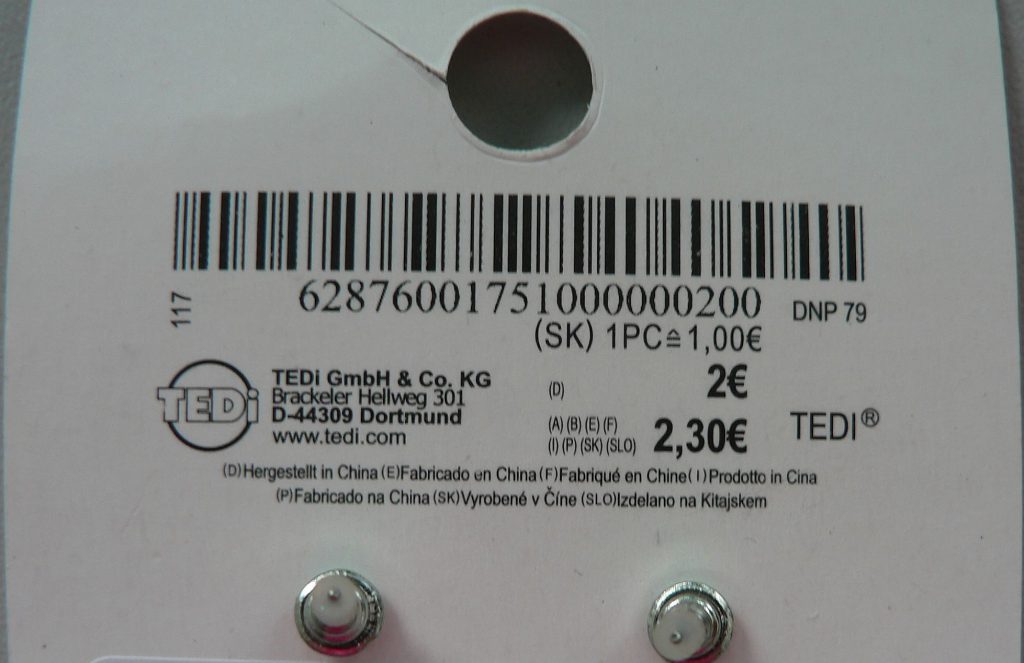 62876001751000000200
117
DNP 79
(SK) 1PC≙1,00€
TEDi
TEDi GmbH & Co. KG
Brackeler Hellweg 301
D-44309 Dortmund
www.tedi.com
(D) 2€
(A) (B) (E) (F)
(I) (P) (SK) (SLO) 2,30€
TEDI®
(D)Hergestellt in China (E)Fabricado en China (F)Fabriqué en Chine (I)Prodotto in Cina
(P)Fabricado na China (SK)Vyrobené v Číne (SLO)Izdelano na Kitajskem